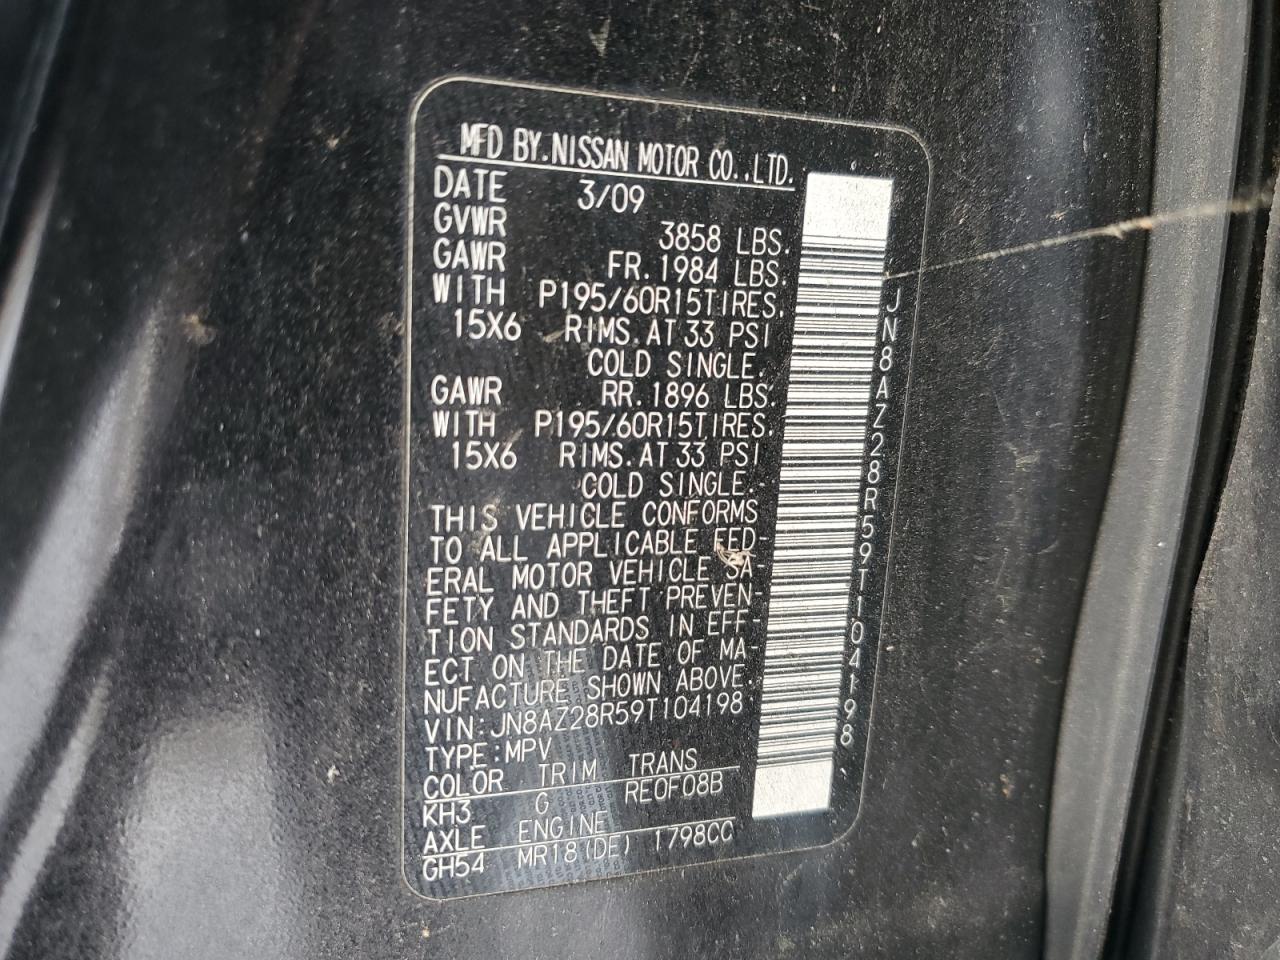 MFD BY.NISSAN MOTOR CO.,LTD.
DATE 3/09
GVWR 3858 LBS.
GAWR FR.1984 LBS.
WITH P195/60R15TIRES.
15X6 RIMS.AT 33 PSI
COLD SINGLE.
GAWR RR.1896 LBS.
WITH P195/60R15TIRES.
15X6 RIMS.AT 33 PSI
COLD SINGLE.
THIS VEHICLE CONFORMS
TO ALL APPLICABLE FED-
ERAL MOTOR VEHICLE SA-
FETY AND THEFT PREVEN-
TION STANDARDS IN EFF-
ECT ON THE DATE OF MA-
NUFACTURE SHOWN ABOVE.
VIN:JN8AZ28R59T104198
TYPE:MPV
COLOR TRIM TRANS
KH3 G RE0F08B
AXLE ENGINE
GH54 MR18(DE) 1798CC
JN8AZ28R59T104198